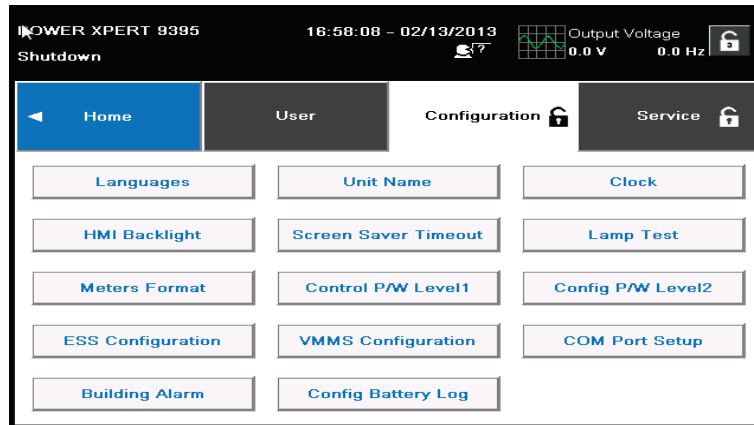 POWER XPERT 9395
16:58:08 - 02/13/2013
Output Voltage
Shutdown
?
0.0 V
0.0 Hz
3
Home
User
Configuration
Service
Languages
Unit Name
Clock
HMI Backlight
Screen Saver Timeout
Lamp Test
Meters Format
Control P/W Level1
Config P/W Level2
ESS Configuration
VMMS Configuration
COM Port Setup
Building Alarm
Config Battery Log